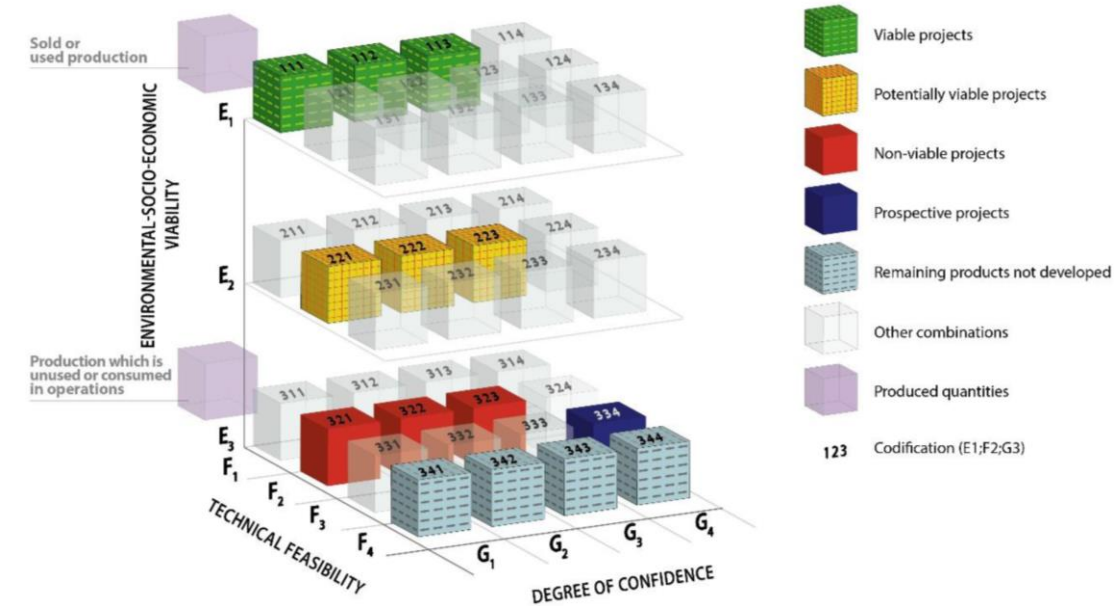 Sold or
used production
ENVIRONMENTAL-SOCIO-ECONOMIC
VIABILITY
E1
111
112
113
114
122
123
124
131
132
133
134
E2
211
212
213
214
221
222
223
224
231
232
233
234
Production which is
unused or consumed
in operations
E3
311
312
313
314
321
322
323
324
331
332
333
334
341
342
343
344
F1
F2
F3
F4
TECHNICAL FEASIBILITY
G1
G2
G3
G4
DEGREE OF CONFIDENCE
Viable projects
Potentially viable projects
Non-viable projects
Prospective projects
Remaining products not developed
Other combinations
Produced quantities
123 Codification (E1;F2;G3)